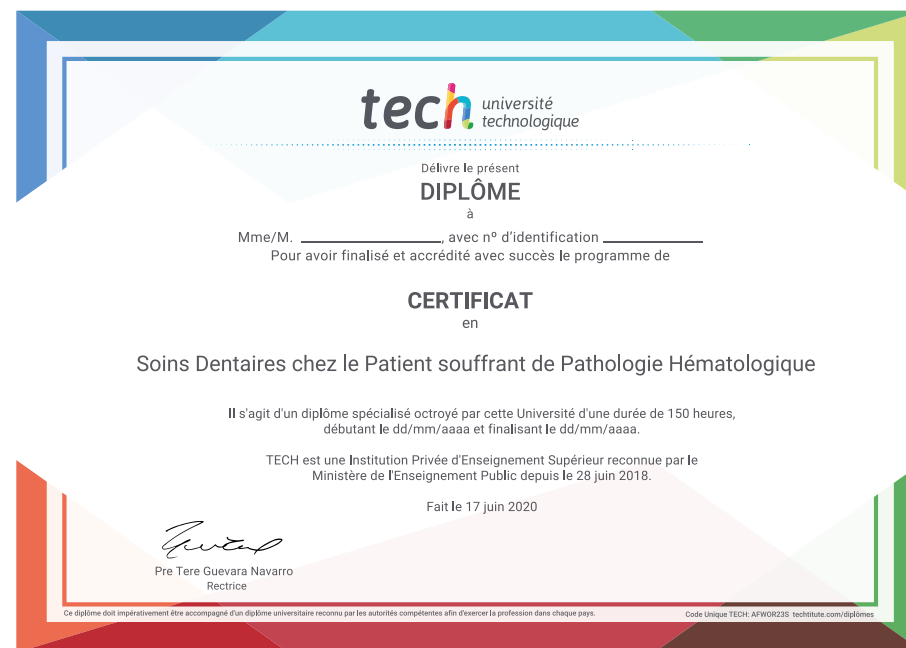 tech université
technologique
Délivre le présent
DIPLÔME
à
Mme/M. ____________________, avec nº d'identification ______________
Pour avoir finalisé et accrédité avec succès le programme de
CERTIFICAT
en
Soins Dentaires chez le Patient souffrant de Pathologie Hématologique
Il s'agit d'un diplôme spécialisé octroyé par cette Université d'une durée de 150 heures,
débutant le dd/mm/aaaa et finalisant le dd/mm/aaaa.
TECH est une Institution Privée d'Enseignement Supérieur reconnue par le
Ministère de l'Enseignement Public depuis le 28 juin 2018.
Fait le 17 juin 2020
Pre Tere Guevara Navarro
Rectrice
Ce diplôme doit impérativement être accompagné d'un diplôme universitaire reconnu par les autorités compétentes afin d'exercer la profession dans chaque pays.
Code Unique TECH: AFWOR23S techtitute.com/diplômes